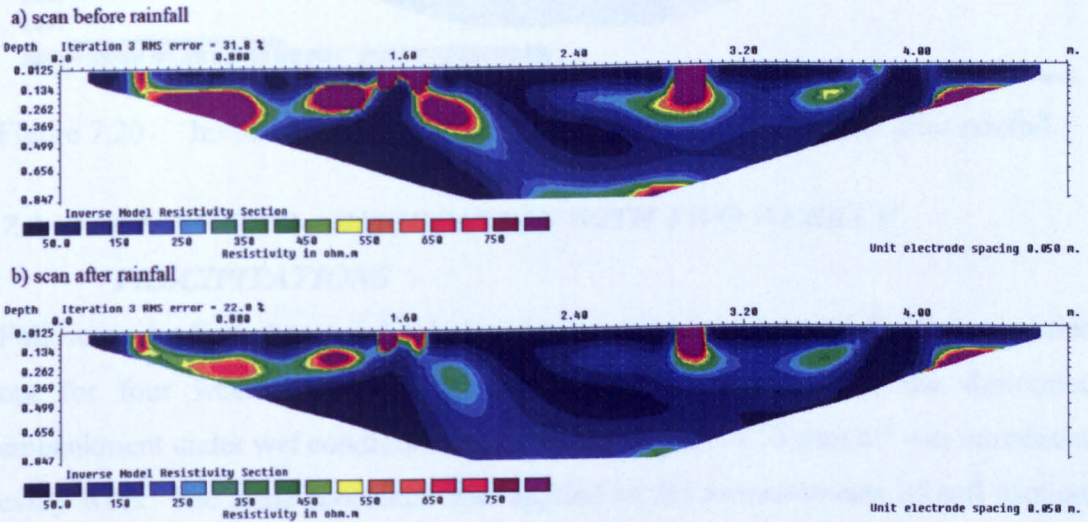 a) scan before rainfall
Depth Iteration 3 RMS error = 31.8 %
0.0 0.800 1.60 2.40 3.20 4.00 m.
0.0125
0.134
0.262
0.369
0.499
0.656
0.847
Inverse Model Resistivity Section
50.0 150 250 350 450 550 650 750
Resistivity in ohm.m
Unit electrode spacing 0.050 m.
b) scan after rainfall
Depth Iteration 3 RMS error = 22.0 %
0.0 0.800 1.60 2.40 3.20 4.00 m.
0.0125
0.134
0.262
0.369
0.499
0.656
0.847
Inverse Model Resistivity Section
50.0 150 250 350 450 550 650 750
Resistivity in ohm.m
Unit electrode spacing 0.050 m.